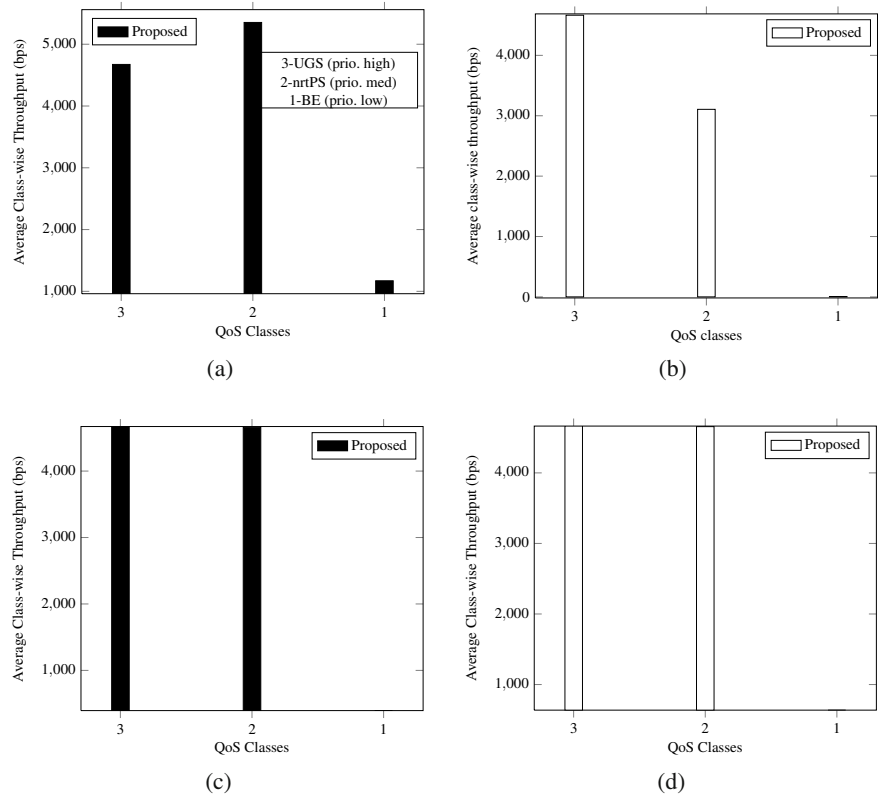 Proposed
3-UGS (prio. high)
2-nrtPS (prio. med)
1-BE (prio. low)
5,000
4,000
3,000
2,000
1,000
Average Class-wise Throughput (bps)
3 2 1
QoS Classes
(a)
Proposed
4,000
3,000
2,000
1,000
0
Average class-wise throughput (bps)
3 2 1
QoS classes
(b)
Proposed
4,000
3,000
2,000
1,000
Average Class-wise Throughput (bps)
3 2 1
QoS Classes
(c)
Proposed
4,000
3,000
2,000
1,000
Average Class-wise Throughput (bps)
3 2 1
QoS Classes
(d)